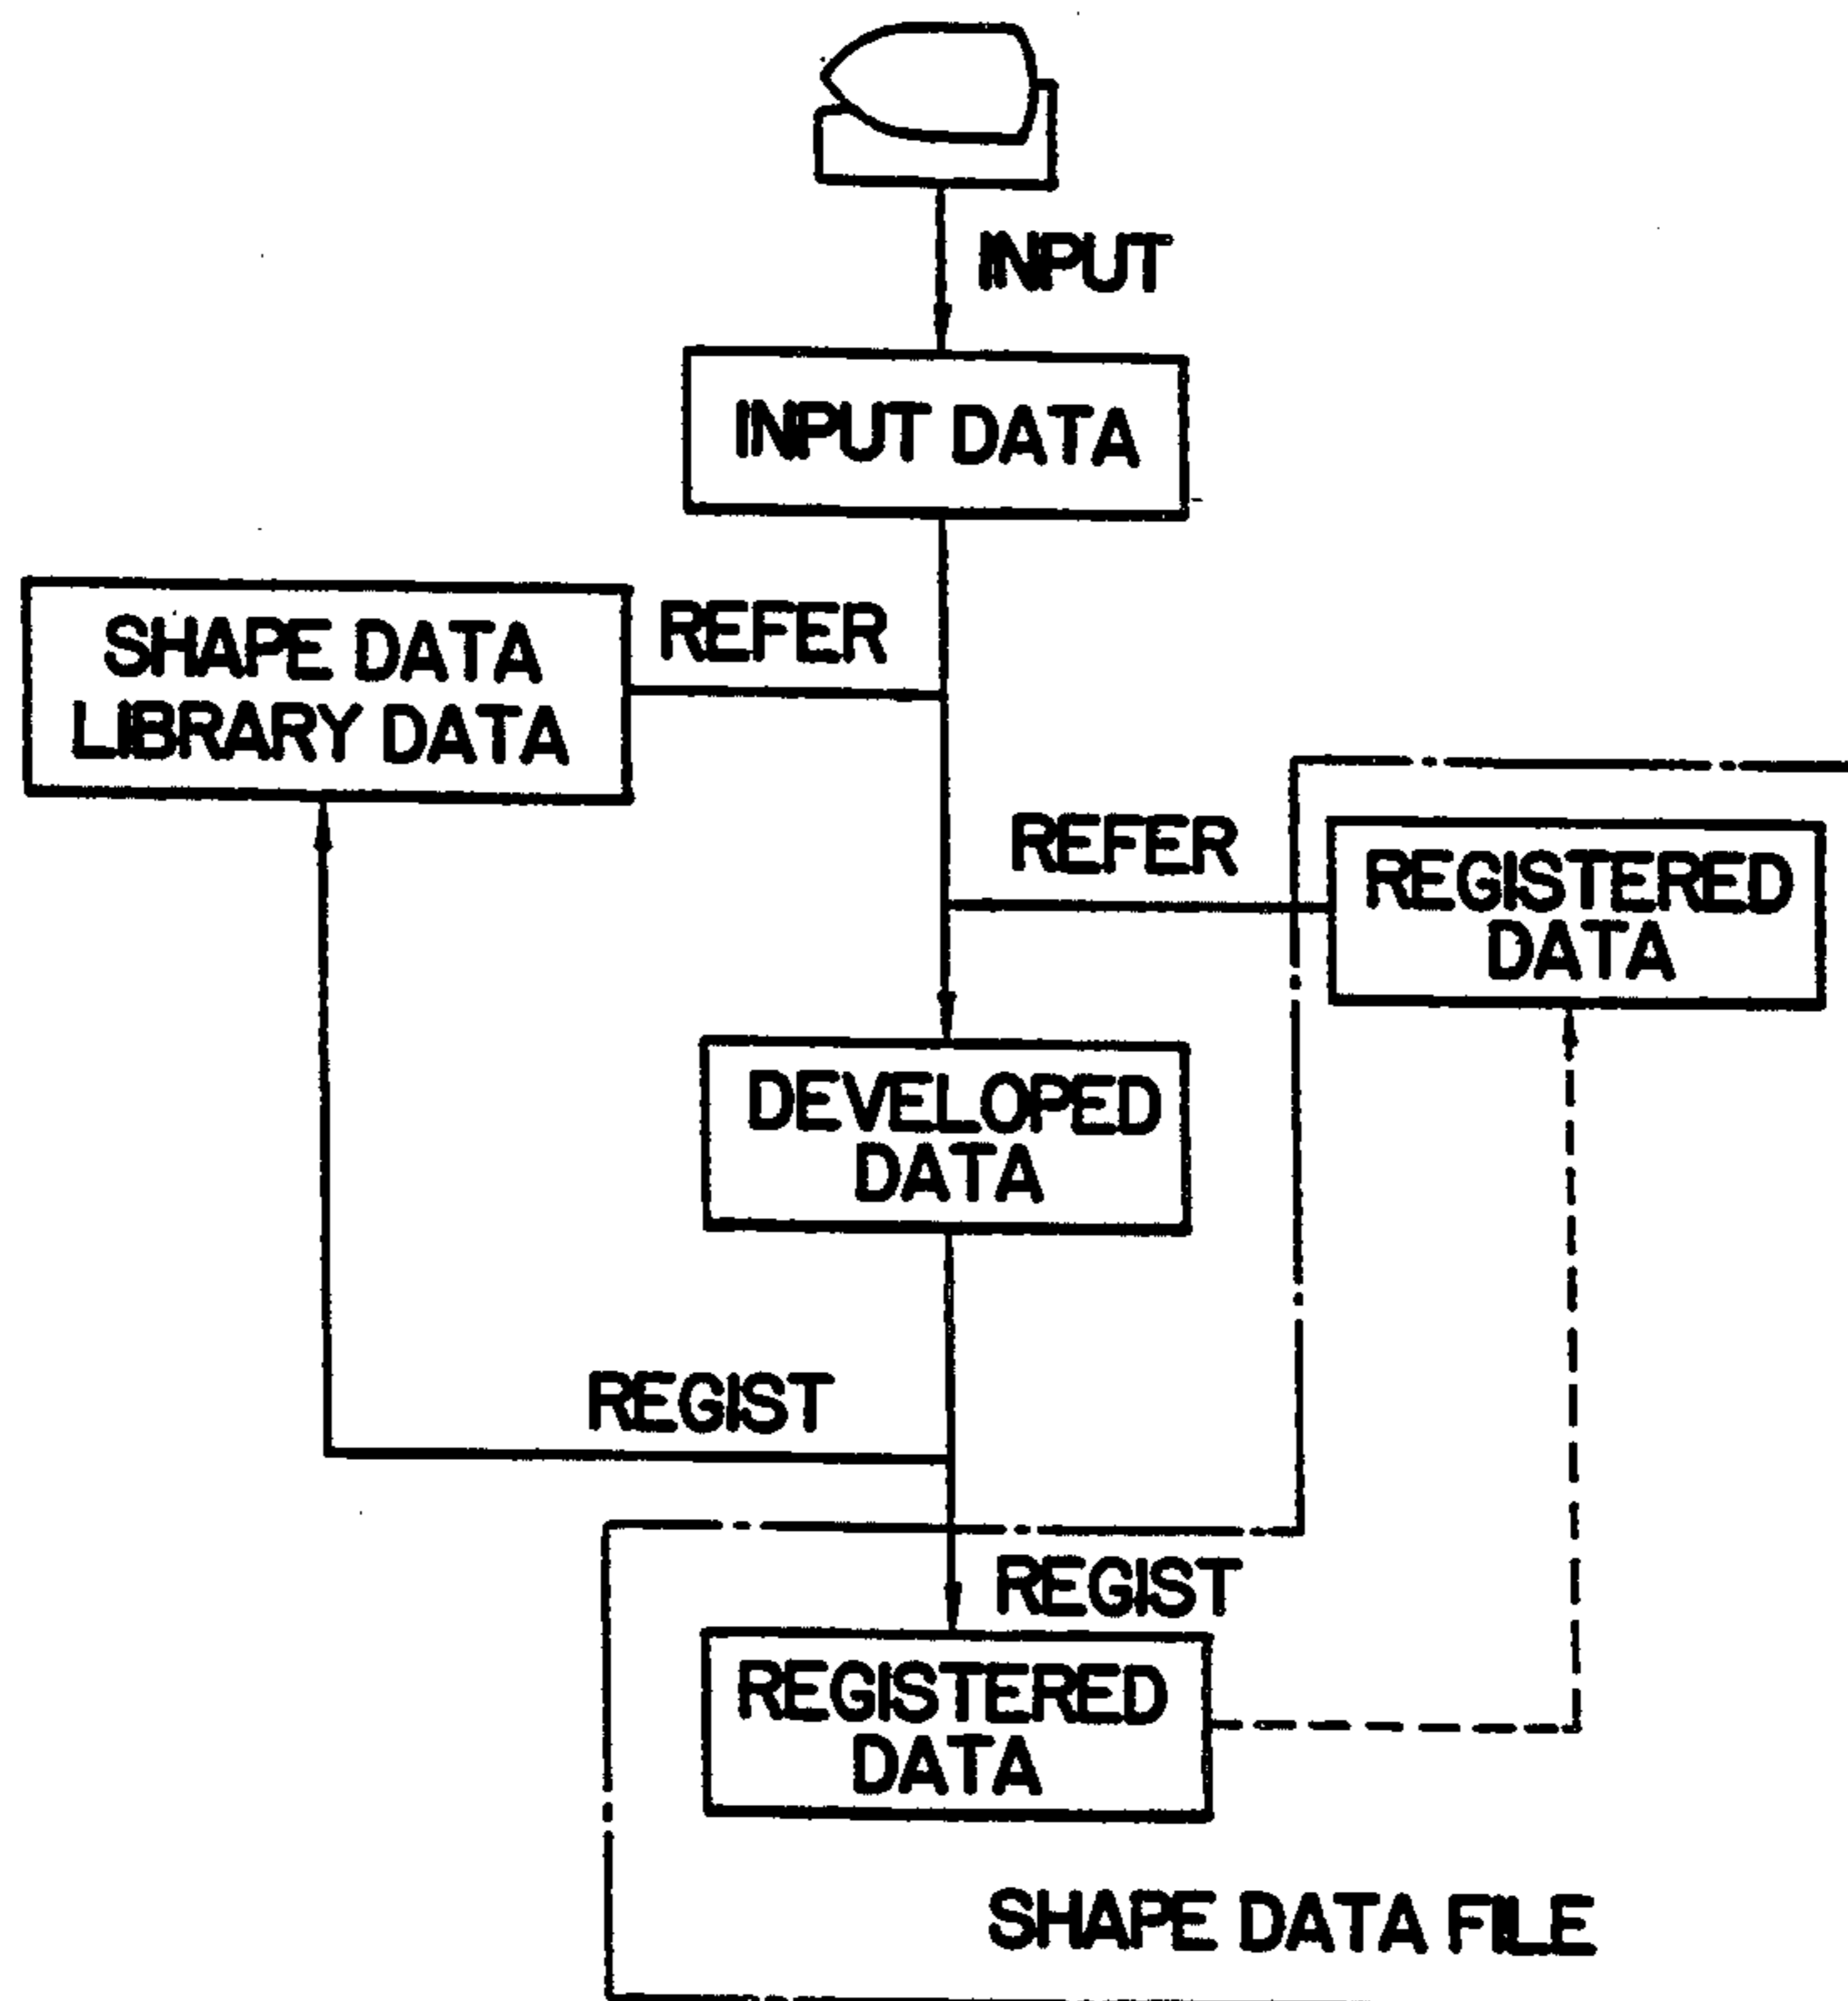 INPUT
INPUT DATA
SHAPE DATA
LIBRARY DATA
REFER
REFER
REGISTERED
DATA
DEVELOPED
DATA
REGIST
REGIST
REGISTERED
DATA
SHAPE DATA FILE